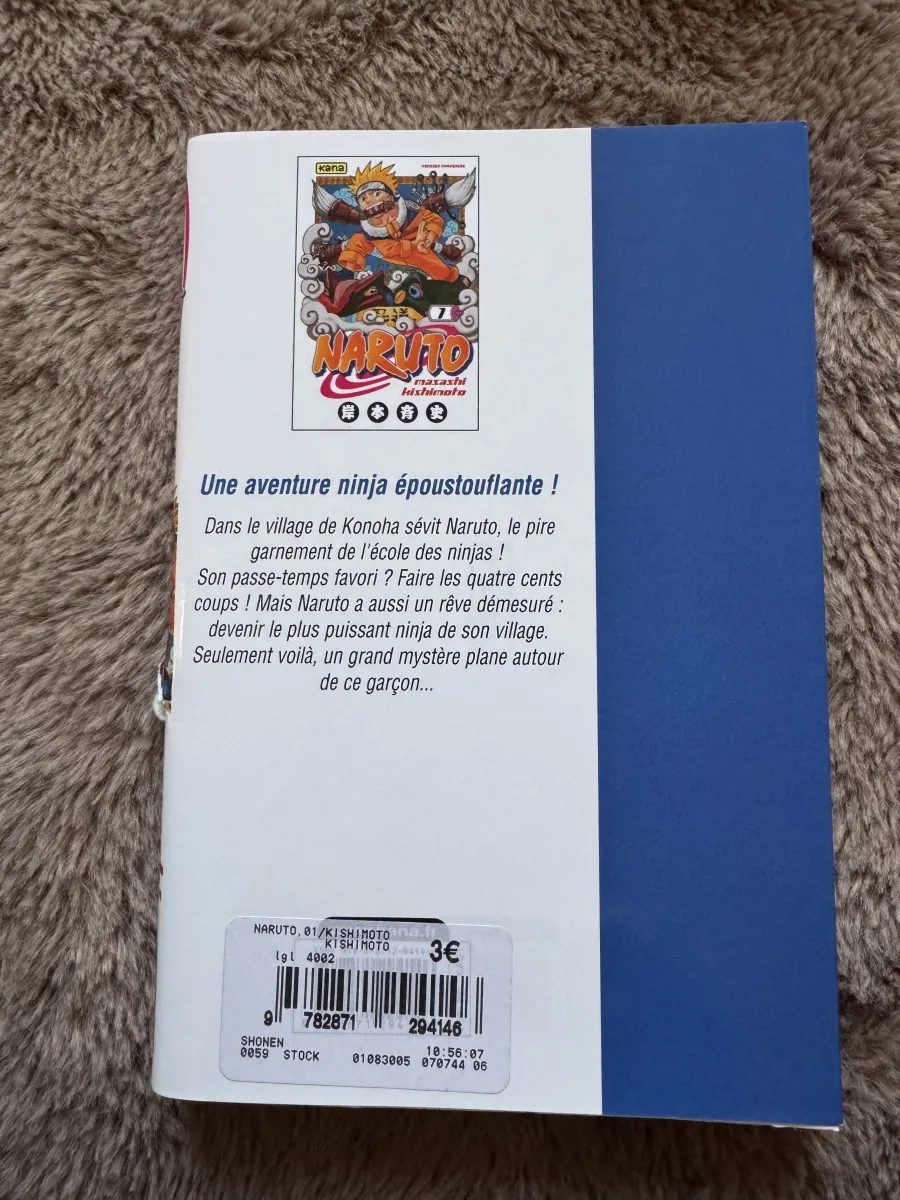 Kana
VERSION FRANÇAISE
1
NARUTO
masashi
kishimoto
岸本斉史
Une aventure ninja époustouflante !
Dans le village de Konoha sévit Naruto, le pire
garnement de l'école des ninjas !
Son passe-temps favori ? Faire les quatre cents
coups ! Mais Naruto a aussi un rêve démesuré :
devenir le plus puissant ninja de son village.
Seulement voilà, un grand mystère plane autour
de ce garçon...
NARUTO,01/KISHIMOTO
KISHIMOTO
3€
lgl 4002
9 782871 294146
SHONEN
10:56:07
0059 STOCK 01083005 070744 06